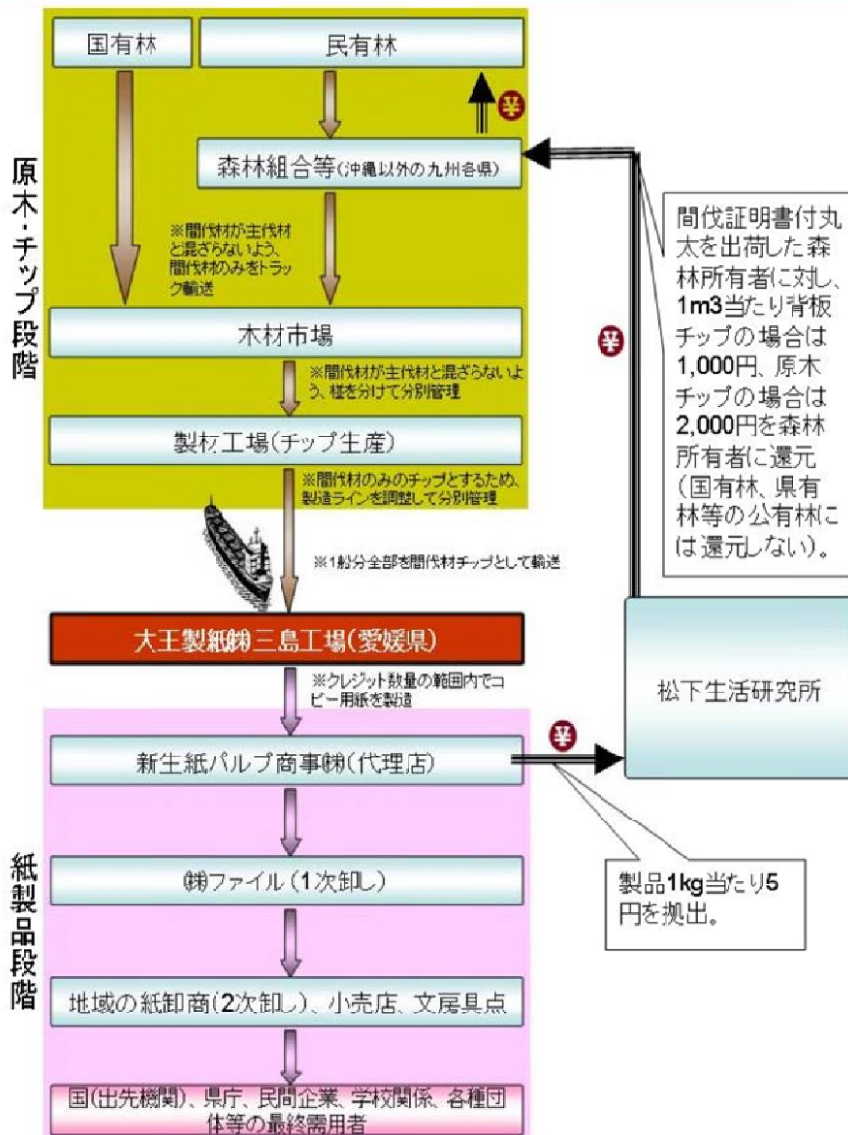 国有林
民有林
¥
森林組合等(沖縄以外の九州各県)
原木・チップ段階
※間伐材が主伐材
と混ざらないよう、
間伐材のみをトラッ
ク輸送
木材市場
※間伐材が主伐材と混ざらないよ
う、椪を分けて分別管理
製材工場(チップ生産)
※間伐材のみのチップとするため、
製造ラインを調整して分別管理
※1船分全部を間伐材チップとして輸送
間伐証明書付丸
太を出荷した森
林所有者に対し、
1m3当たり背板
チップの場合は
1,000円、原木
チップの場合は
2,000円を森林
所有者に還元
(国有林、県有
林等の公有林に
は還元しない)。
¥
大王製紙㈱三島工場(愛媛県)
※クレジット数量の範囲内でコ
ピー用紙を製造
松下生活研究所
新生紙パルプ商事㈱(代理店)
¥
紙製品段階
㈱ファイル(1次卸し)
製品1kg当たり5
円を拠出。
地域の紙卸商(2次卸し)、小売店、文房具点
国(出先機関)、県庁、民間企業、学校関係、各種団
体等の最終需用者